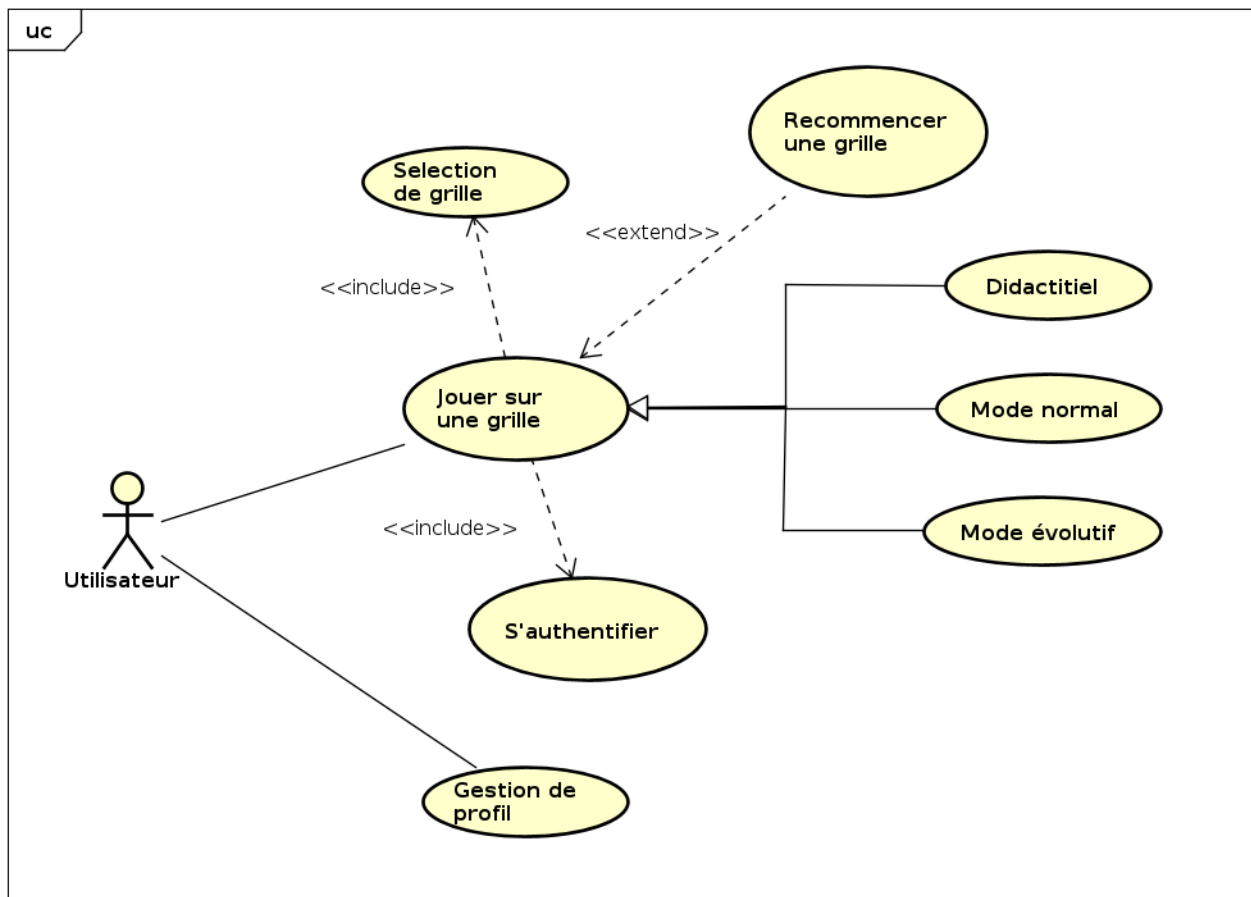 uc
Recommencer
une grille
Selection
de grille
<<extend>>
<<include>>
Didactitiel
Jouer sur
une grille
Mode normal
<<include>>
Mode évolutif
Utilisateur
S'authentifier
Gestion de
profil